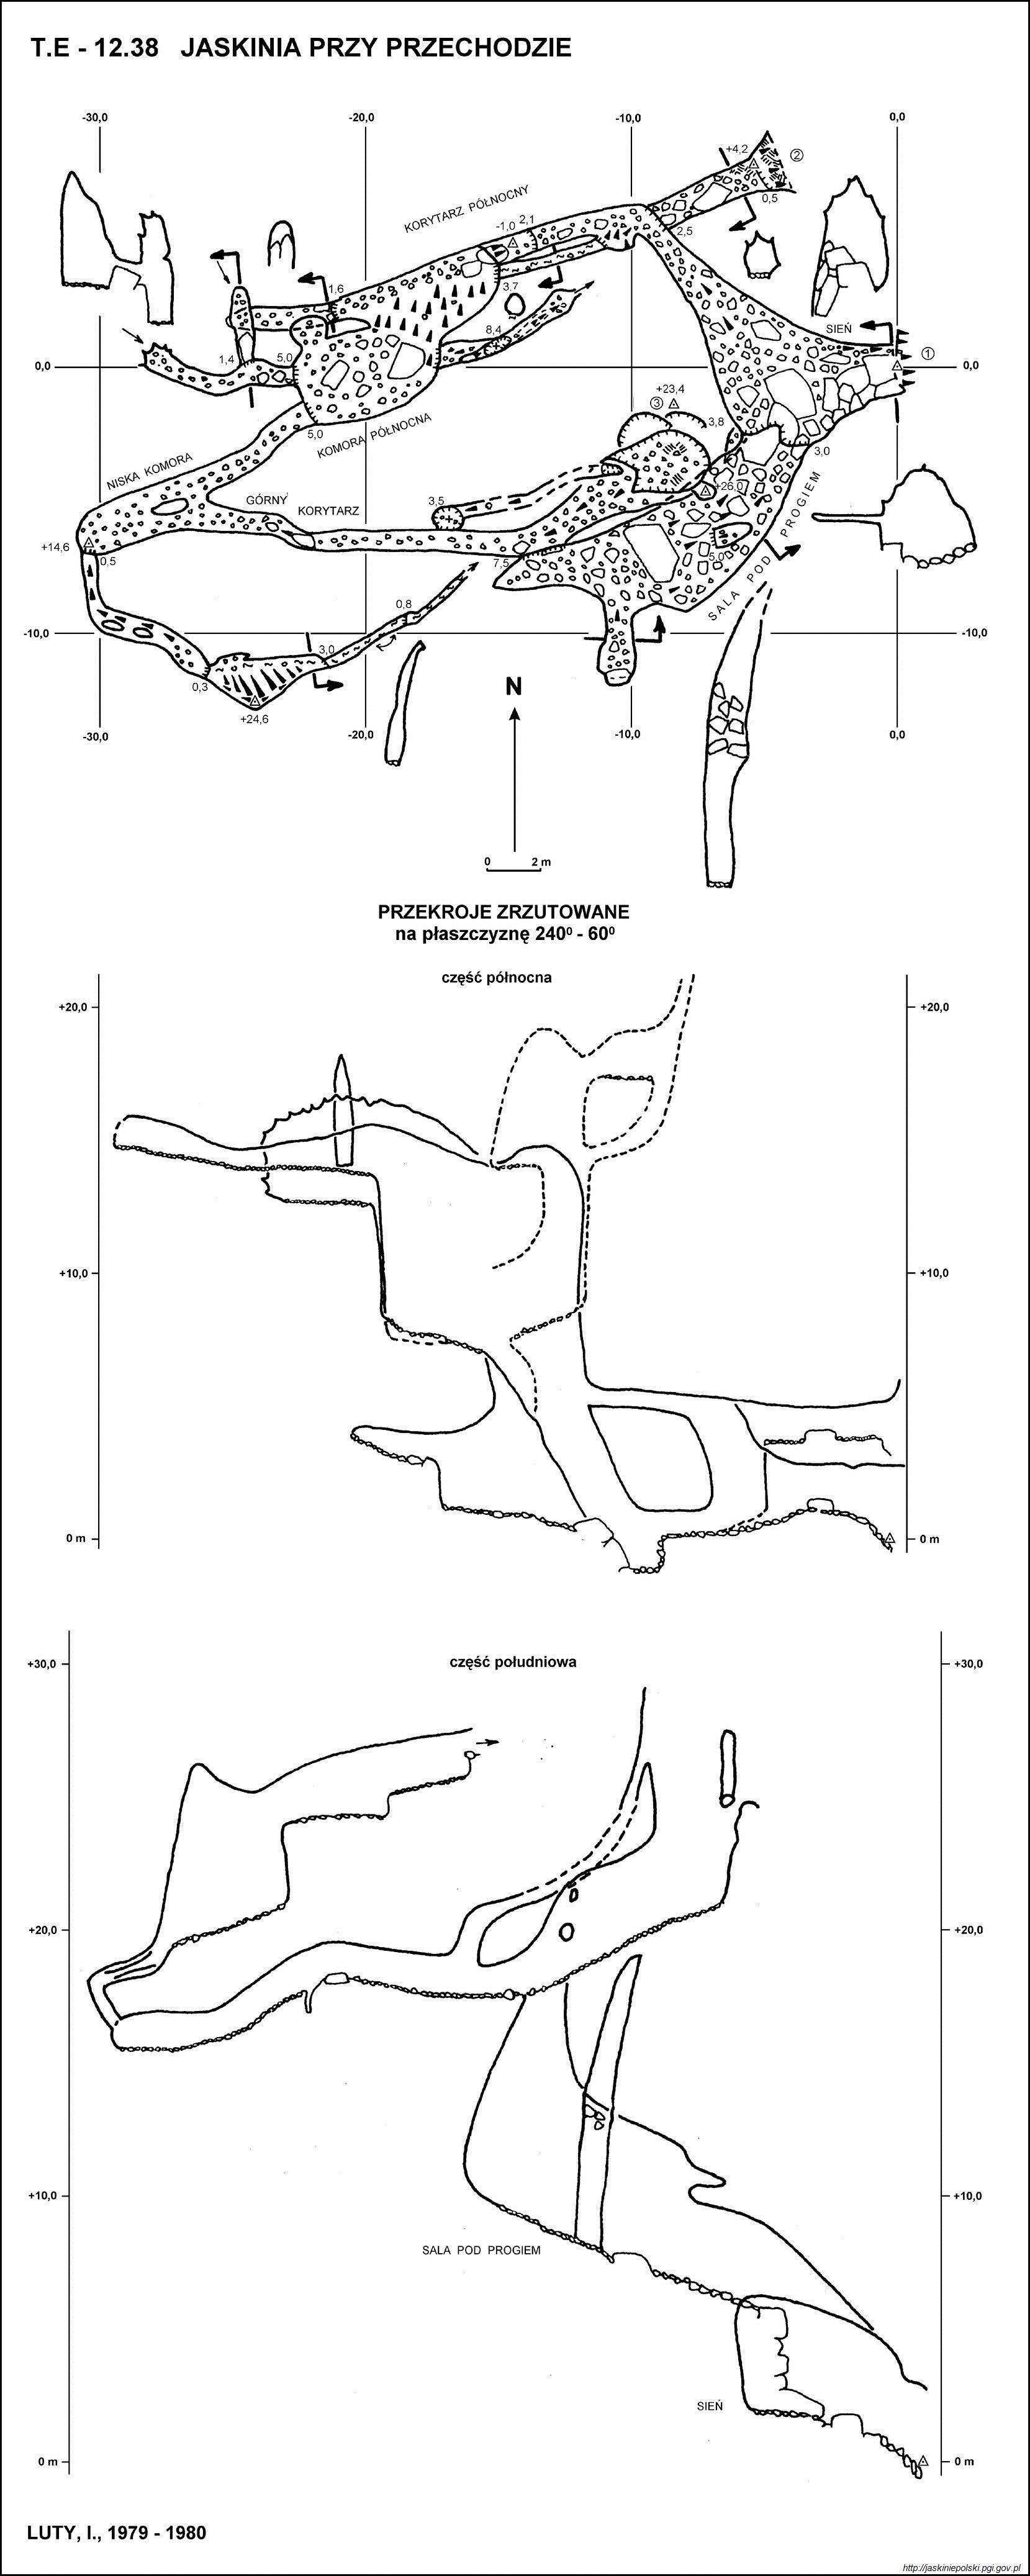 T.E - 12.38 JASKINIA PRZY PRZECHODZIE
-30,0 -20,0 -10,0 0,0
+4,2
2
0,5
KORYTARZ PÓŁNOCNY
-1,0 2,1
2,5
1,6
3,7
SIEŃ
8,4
1
1,4 5,0
0,0 0,0
+23,4
3
3,8
5,0
KOMORA PÓŁNOCNA
3,0
NISKA KOMORA
+26,0
GÓRNY
KORYTARZ
3,5
SALA POD PROGIEM
+14,6
0,5
7,5
5,0
0,8
-10,0 -10,0
3,0
0,3
+24,6
N
-30,0 -20,0 -10,0 0,0
0 2 m
PRZEKROJE ZRZUTOWANE
na płaszczyznę 240⁰ - 60⁰
część północna
+20,0 +20,0
+10,0 +10,0
0 m 0 m
część południowa
+30,0 +30,0
+20,0 +20,0
+10,0 +10,0
SALA POD PROGIEM
SIEŃ
0 m 0 m
LUTY, I., 1979 - 1980
http://jaskiniepolski.pgi.gov.pl